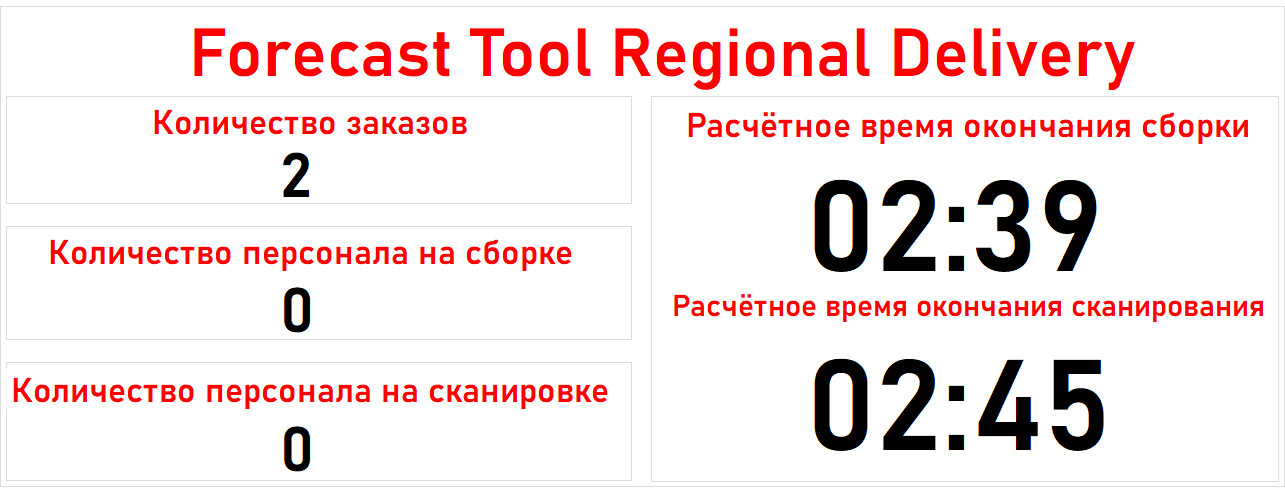 Forecast Tool Regional Delivery
Количество заказов
2
Количество персонала на сборке
0
Количество персонала на сканировке
0
Расчётное время окончания сборки
02:39
Расчётное время окончания сканирования
02:45